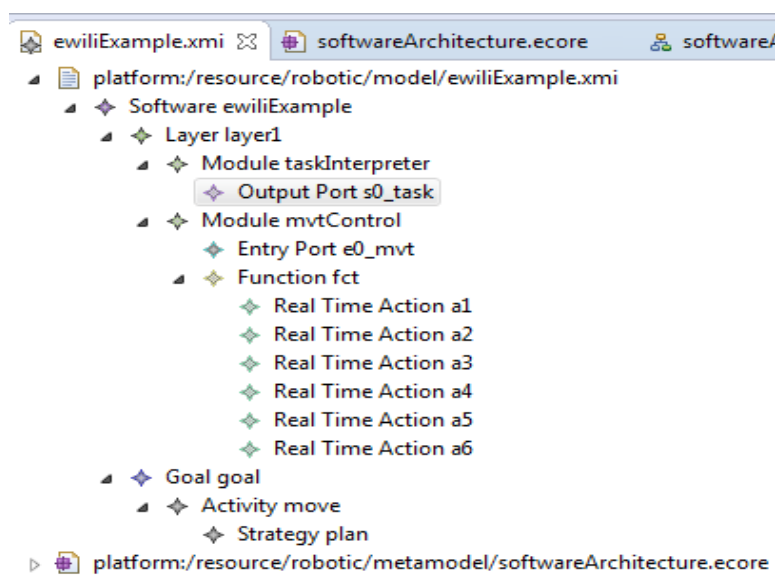 ewiliExample.xmi softwareArchitecture.ecore softwareA
platform:/resource/robotic/model/ewiliExample.xmi
Software ewiliExample
Layer layer1
Module taskInterpreter
Output Port s0_task
Module mvtControl
Entry Port e0_mvt
Function fct
Real Time Action a1
Real Time Action a2
Real Time Action a3
Real Time Action a4
Real Time Action a5
Real Time Action a6
Goal goal
Activity move
Strategy plan
platform:/resource/robotic/metamodel/softwareArchitecture.ecore